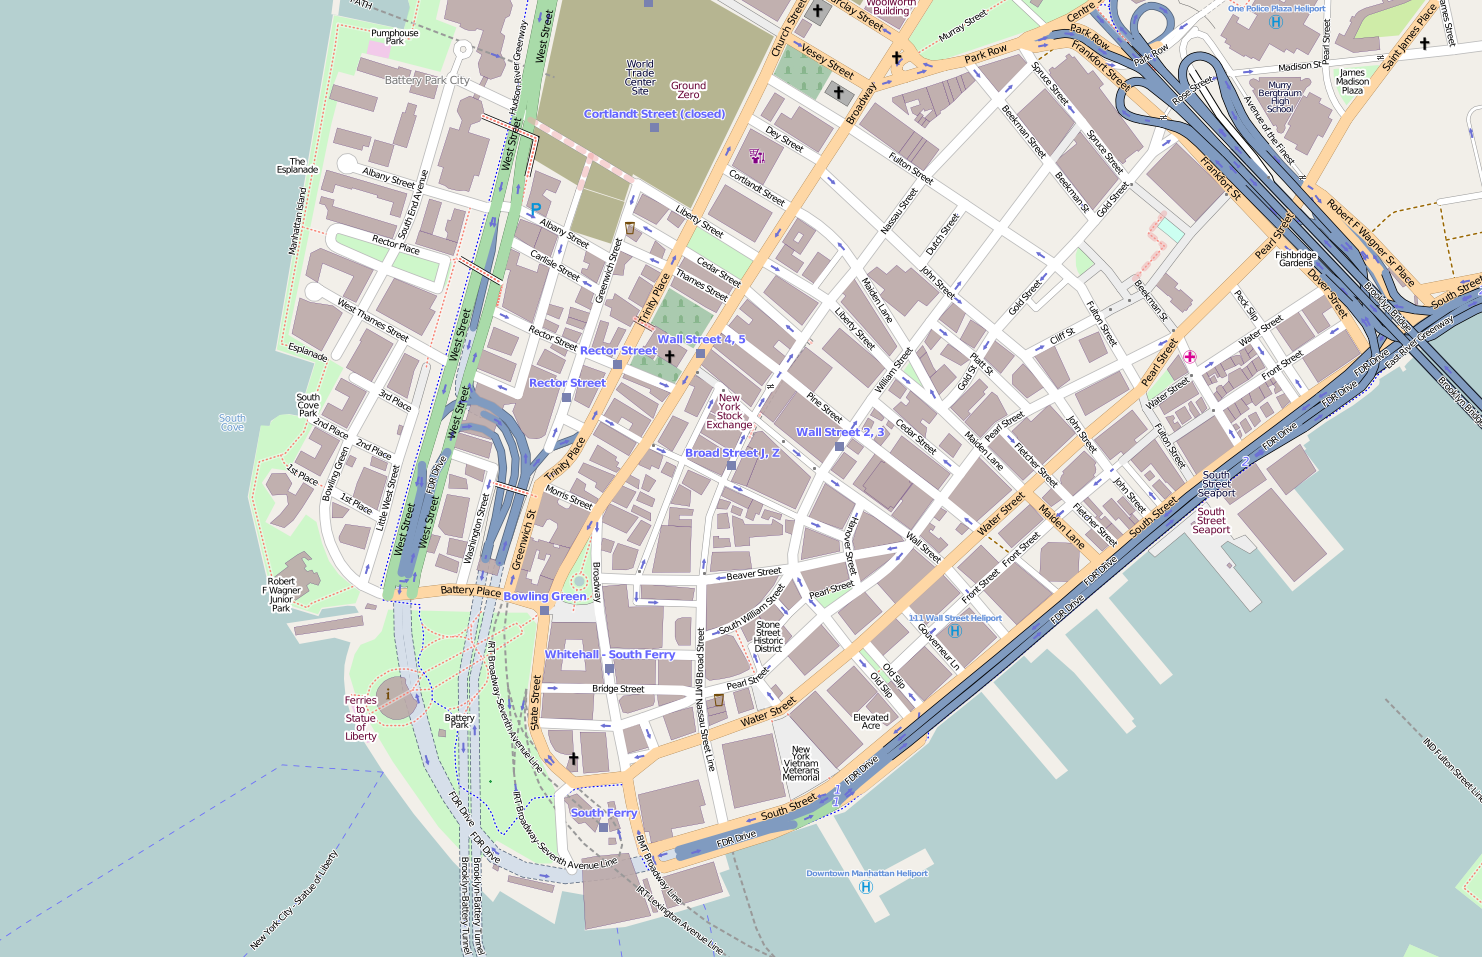 PATH
Pumphouse
Park
Battery Park City
West Street
Hudson River Greenway
World
Trade
Center
Site
Ground
Zero
Cortlandt Street (closed)
Church Street
Barclay Street
Woolworth
Building
Vesey Street
Murray Street
Park Row
Centre
Park Row
Frankfort Street
Park Row
One Police Plaza Heliport
Pearl Street
Madison St
James
Madison
Plaza
Saint James Place
James Street
Rose Street
Murry
Bergtraum
High
School
Avenue of the Finest
Spruce Street
Spruce Street
Beekman Street
Beekman St
Broadway
Dey Street
Cortlandt Street
Fulton Street
Nassau Street
Dutch Street
Gold Street
Frankfort St
Pearl Street
Robert F Wagner Sr Place
Fishbridge
Gardens
Dover Street
Brooklyn Bridge
South Street
East River Greenway
The
Esplanade
Manhattan Island
Albany Street
South End Avenue
West Street
Rector Place
West Thames Street
Esplanade
South
Cove
Park
South
Cove
3rd Place
2nd Place
2nd Place
1st Place
1st Place
Bowling Green
Little West Street
West Street
West Street
P
Albany Street
Carlisle Street
Greenwich Street
Liberty Street
Cedar Street
Thames Street
Trinity Place
Rector Street
Rector Street
Rector Street
Wall Street 4, 5
New
York
Stock
Exchange
Broad Street J, Z
Wall Street 2, 3
Pine Street
Cedar Street
Maiden Lane
Liberty Street
John Street
William Street
Gold Street
Cliff St
Platt St
Gold St
Fulton Street
Beekman St
Peck Slip
Water Street
Front Street
Pearl Street
Water Street
Pearl Street
John Street
Fulton Street
Maiden Lane
Fletcher Street
John Street
Fletcher Street
South
Street
Seaport
South
Street
Seaport
FDR Drive
FDR Drive
Brooklyn Bridge
FDR Drive
2
South Street
FDR Drive
Water Street
Maiden Lane
Front Street
Front Street
Wall Street
Hanover Street
Trinity Place
Morris Street
FDR Drive
West Street
West Street
Washington Street
Greenwich St
Broadway
Battery Place
Bowling Green
Robert
F Wagner
Junior
Park
Beaver Street
Pearl Street
South William Street
Stone
Street
Historic
District
111 Wall Street Heliport
Gouverneur Ln
Old Slip
Old Slip
FDR Drive
Whitehall - South Ferry
Bridge Street
Pearl Street
Broad Street
BMT Nassau Street Line
Water Street
Elevated
Acre
New
York
Vietnam
Veterans
Memorial
State Street
IRT-Broadway-Seventh Avenue Line
Ferries
to
Statue
of
Liberty
Battery
Park
South Ferry
South Street
FDR Drive
FDR Drive
1
1
FDR Drive
FDR Drive
IRT-Broadway-Seventh Avenue Line
BMT Broadway Line
IRT-Lexington Avenue Line
Brooklyn-Battery Tunnel
Brooklyn-Battery Tunnel
New York City - Statue of Liberty
Downtown Manhattan Heliport
IND Fulton Street Line